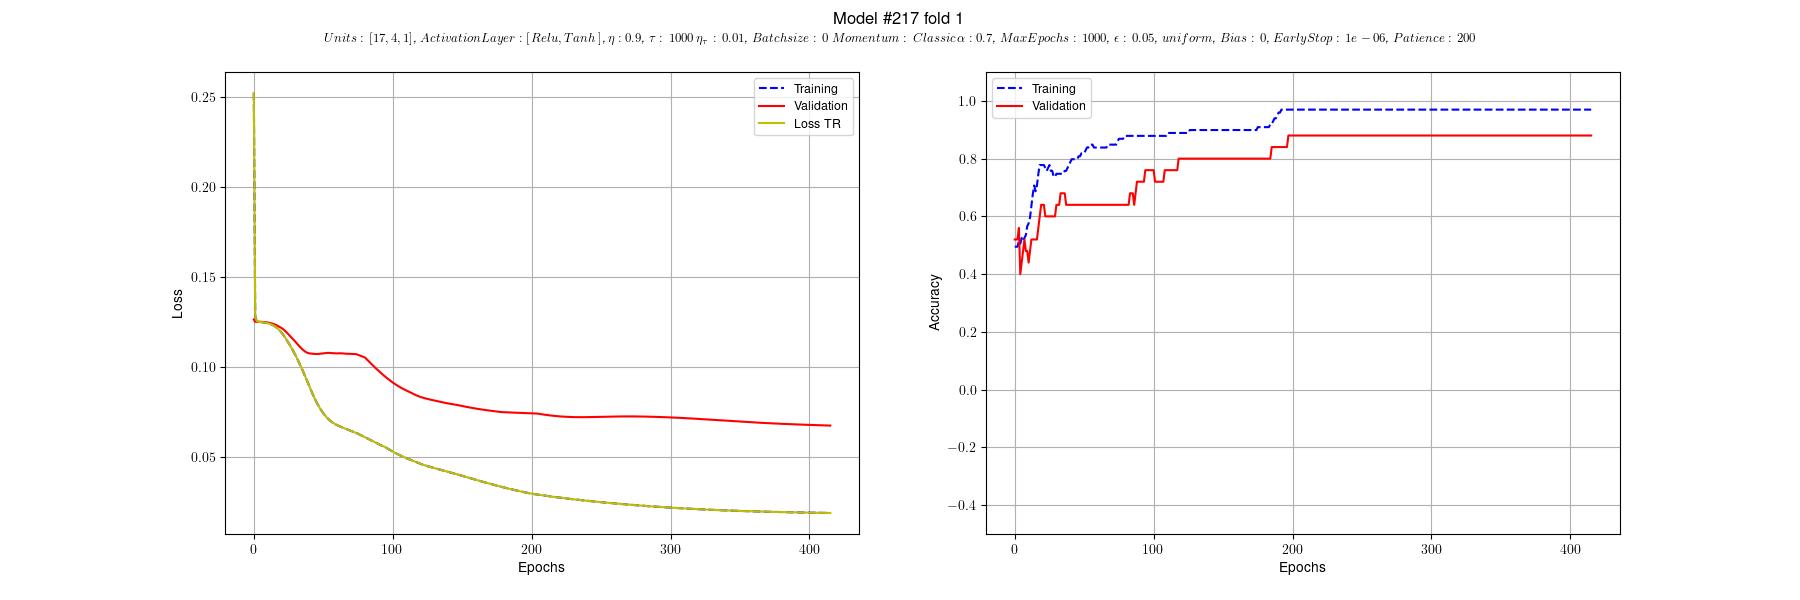 Model #217 fold 1
Units : [17, 4, 1], ActivationLayer : [Relu, Tanh], η : 0.9, τ : 1000 ητ : 0.01, Batchsize : 0 Momentum : Classicα : 0.7, MaxEpochs : 1000, ϵ : 0.05, uniform, Bias : 0, EarlyStop : 1e − 06, Patience : 200
Training
Validation
Loss TR
0.25
0.20
0.15
0.10
0.05
Loss
0 100 200 300 400
Epochs
Training
Validation
1.0
0.8
0.6
0.4
0.2
0.0
−0.2
−0.4
Accuracy
0 100 200 300 400
Epochs